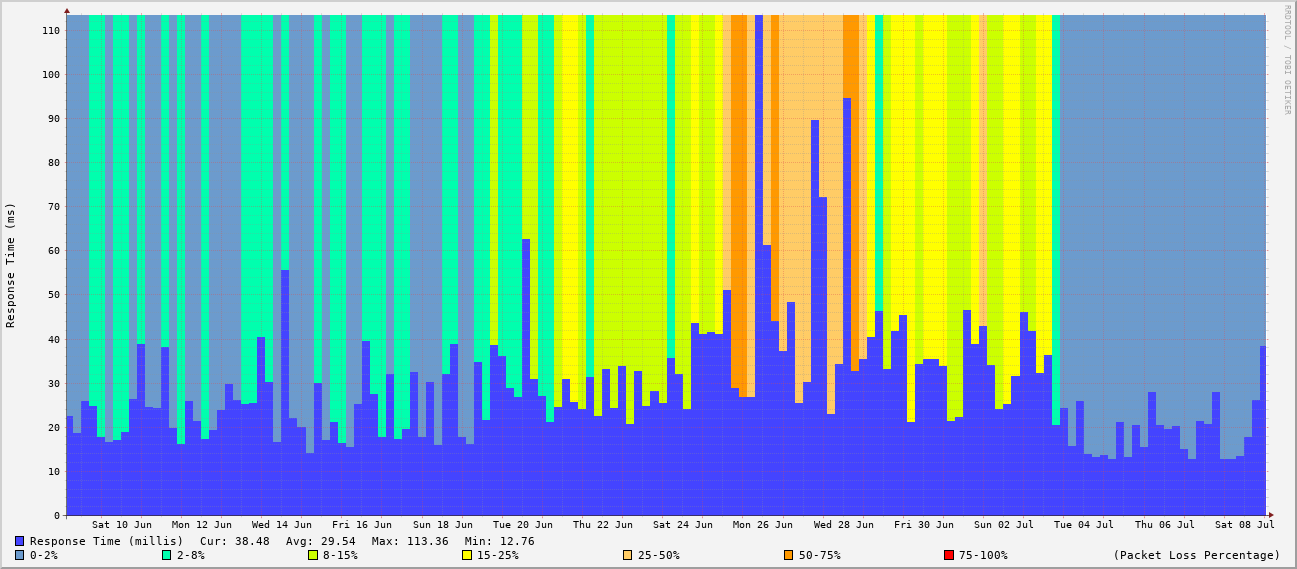 RRDTOOL / TOBI OETIKER
Response Time (ms)
110
100
90
80
70
60
50
40
30
20
10
0
Sat 10 Jun Mon 12 Jun Wed 14 Jun Fri 16 Jun Sun 18 Jun Tue 20 Jun Thu 22 Jun Sat 24 Jun Mon 26 Jun Wed 28 Jun Fri 30 Jun Sun 02 Jul Tue 04 Jul Thu 06 Jul Sat 08 Jul
Response Time (millis) Cur: 38.48 Avg: 29.54 Max: 113.36 Min: 12.76
0-2% 2-8% 8-15% 15-25% 25-50% 50-75% 75-100% (Packet Loss Percentage)